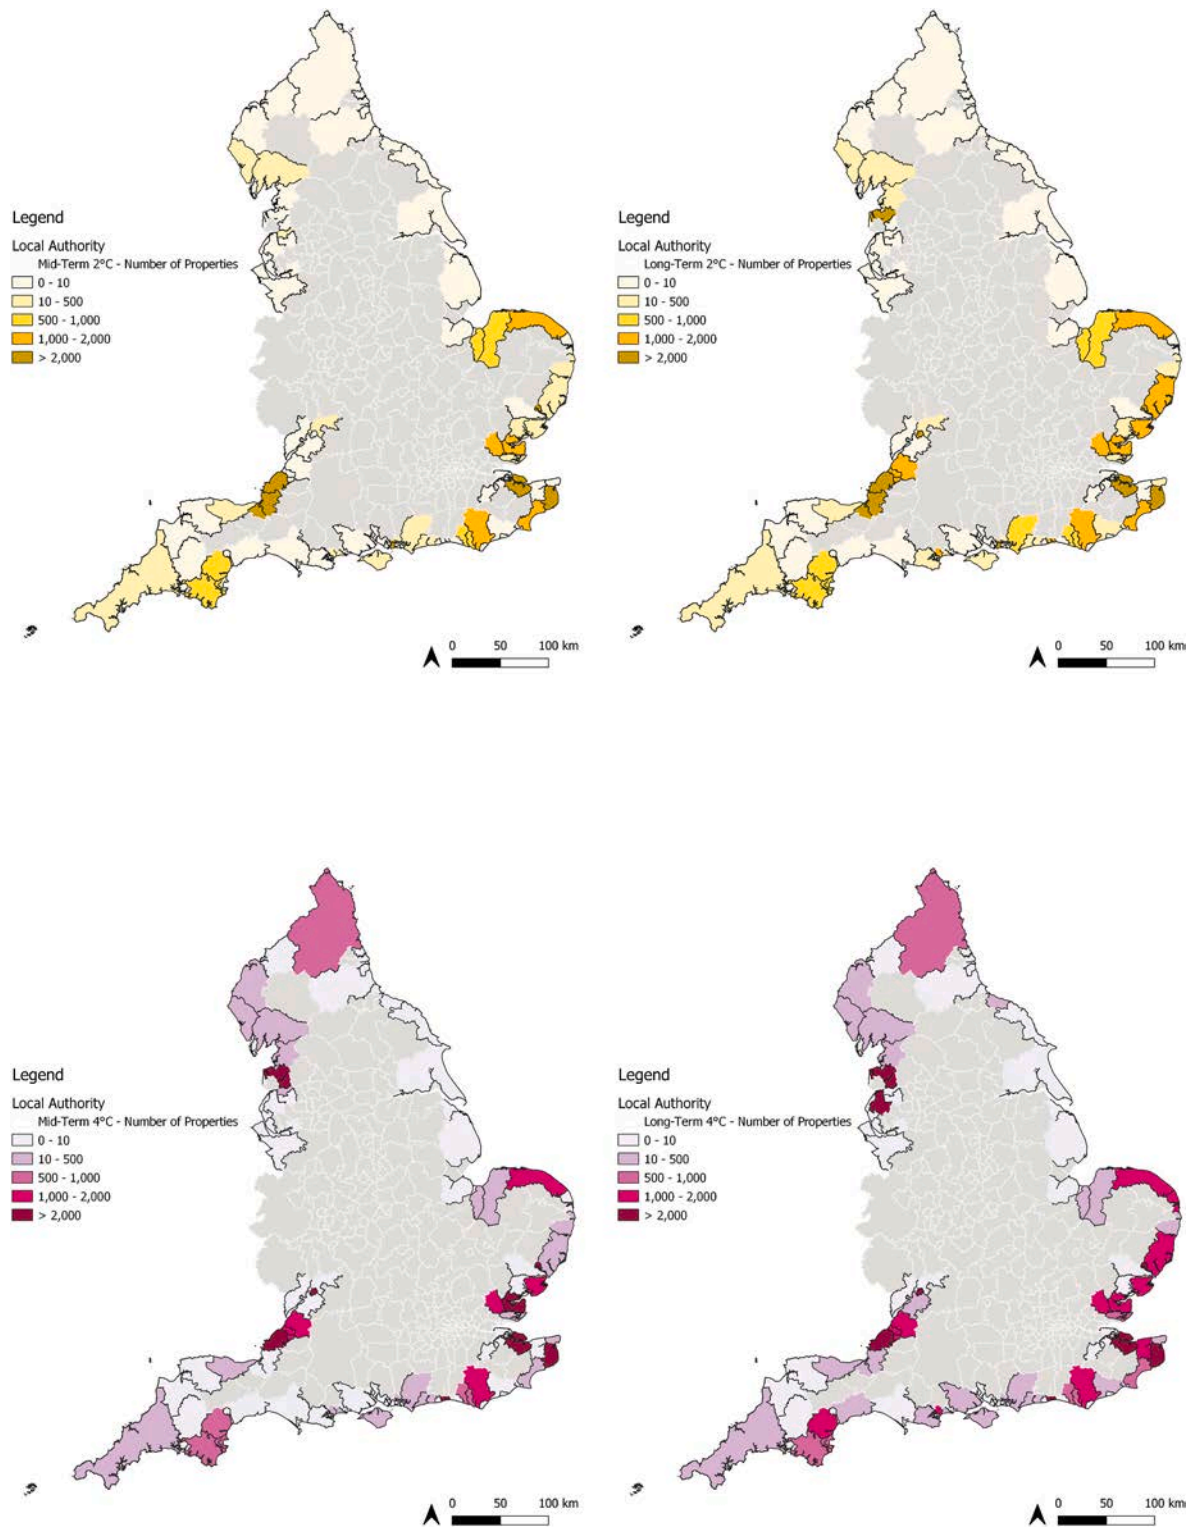 Legend
Local Authority
Mid-Term 2°C - Number of Properties
0 - 10
10 - 500
500 - 1,000
1,000 - 2,000
> 2,000
0 50 100 km
Legend
Local Authority
Long-Term 2°C - Number of Properties
0 - 10
10 - 500
500 - 1,000
1,000 - 2,000
> 2,000
0 50 100 km
Legend
Local Authority
Mid-Term 4°C - Number of Properties
0 - 10
10 - 500
500 - 1,000
1,000 - 2,000
> 2,000
0 50 100 km
Legend
Local Authority
Long-Term 4°C - Number of Properties
0 - 10
10 - 500
500 - 1,000
1,000 - 2,000
> 2,000
0 50 100 km